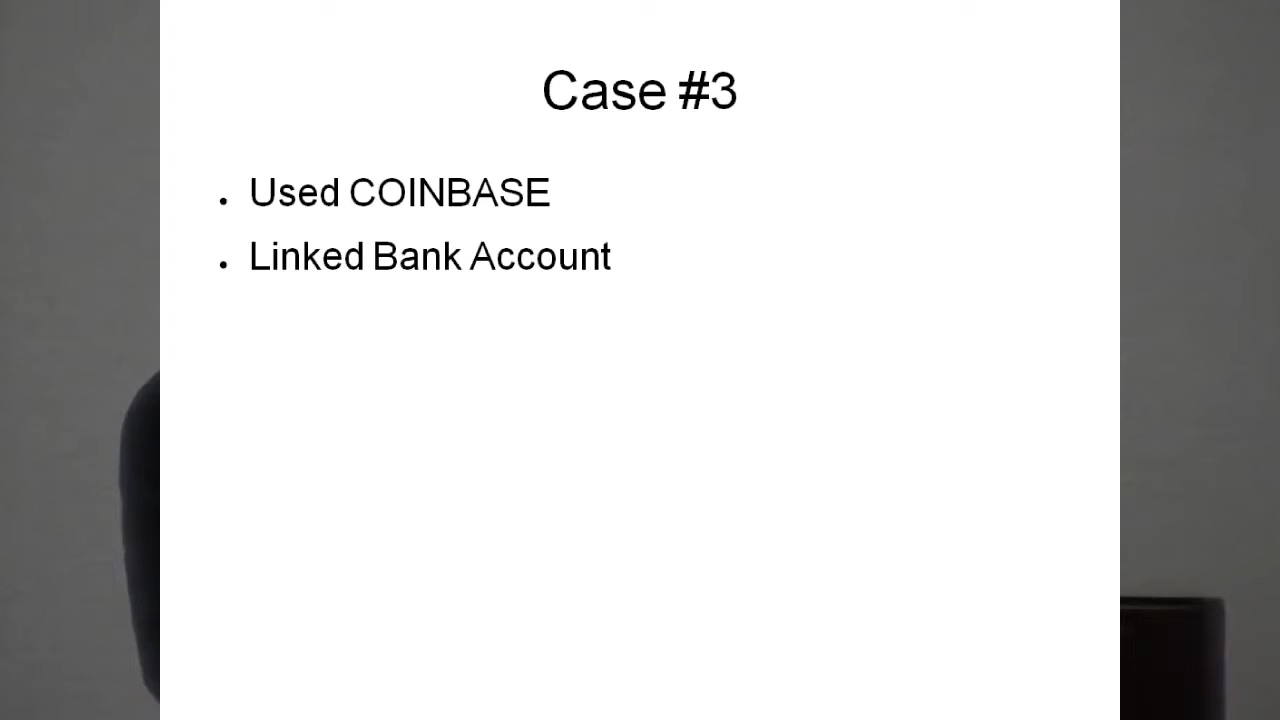 Case #3
• Used COINBASE
• Linked Bank Account